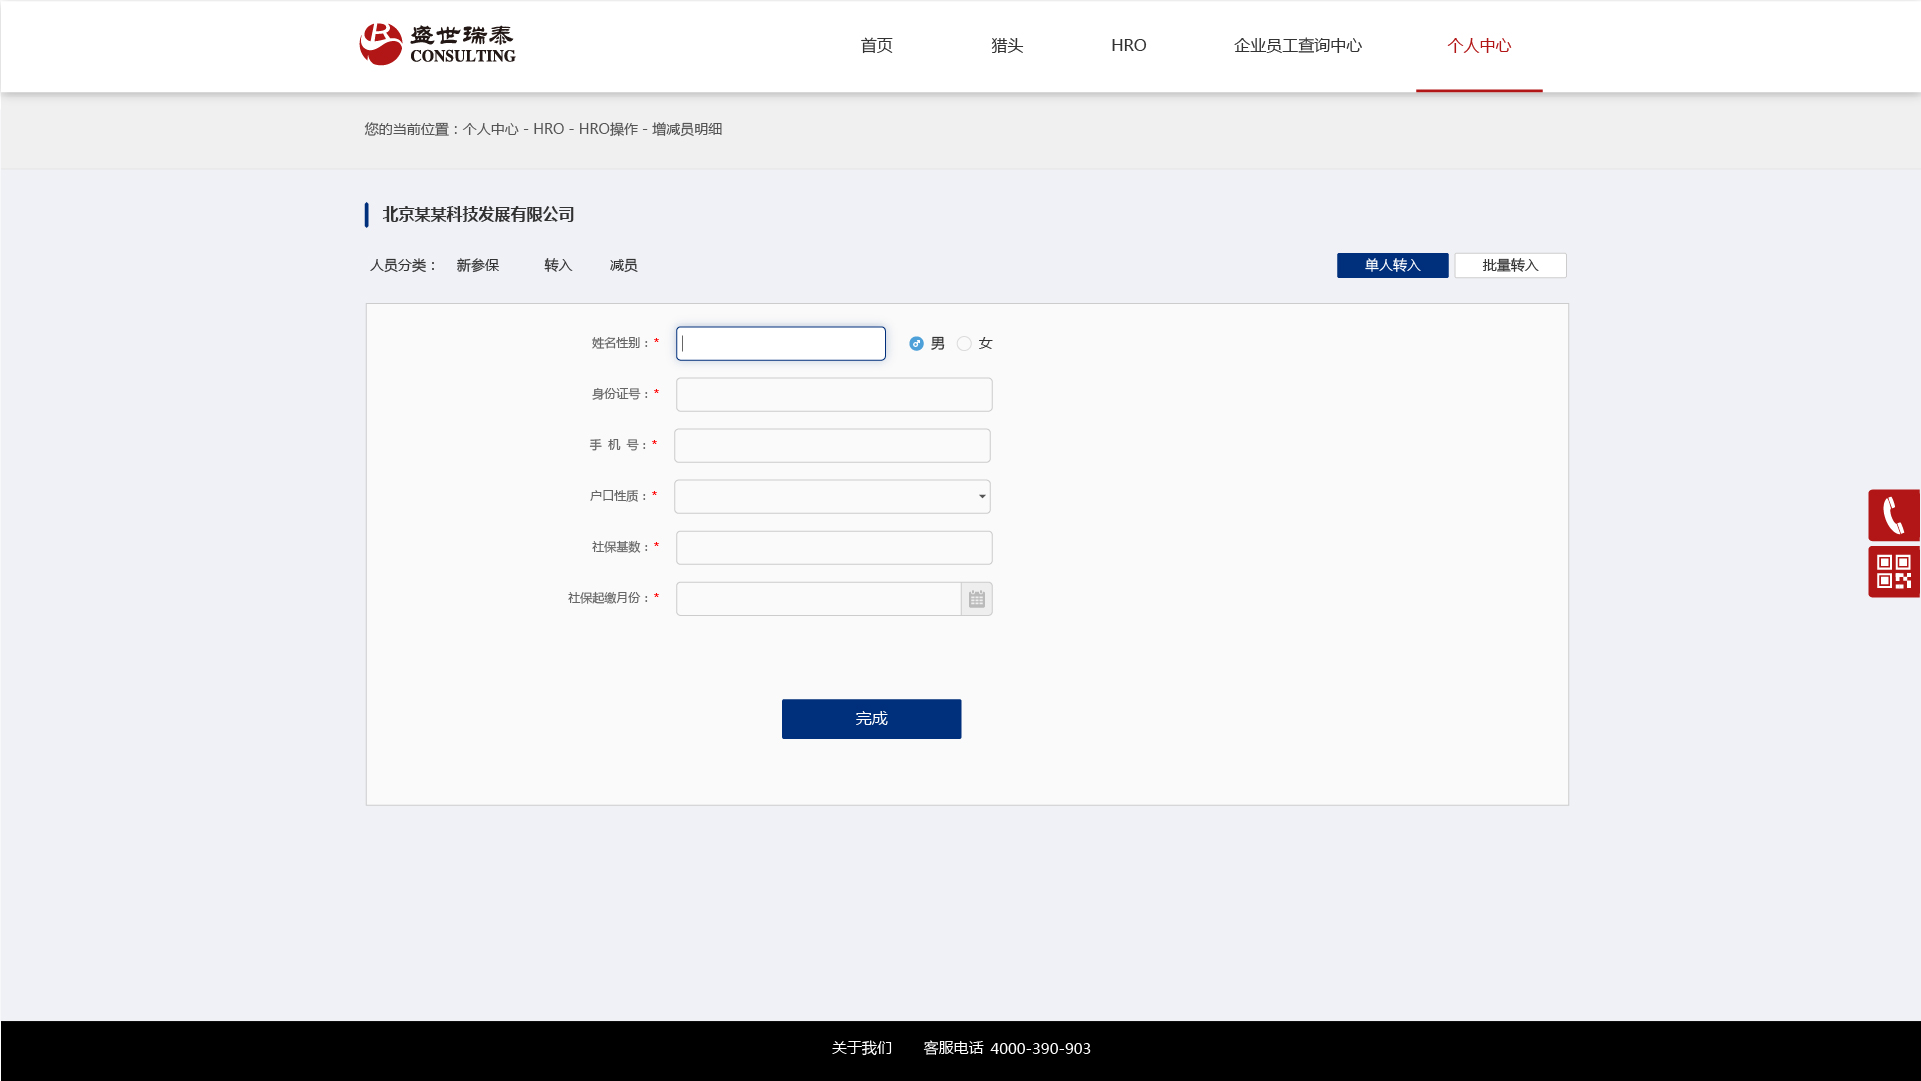 盛世瑞泰
CONSULTING
首页 猎头 HRO 企业员工查询中心 个人中心
您的当前位置：个人中心 - HRO - HRO操作 - 增减员明细
北京某某科技发展有限公司
人员分类： 新参保 转入 减员 单人转入 批量转入
姓名性别：* 男 女
身份证号：*
手 机 号：*
户口性质：*
社保基数：*
社保起缴月份：*
完成
关于我们 客服电话 4000-390-903